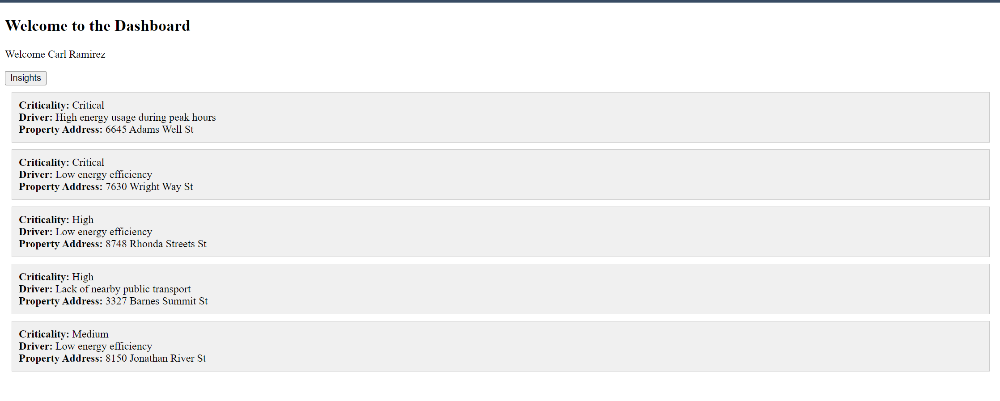 Welcome to the Dashboard
Welcome Carl Ramirez
Insights
Criticality: Critical
Driver: High energy usage during peak hours
Property Address: 6645 Adams Well St
Criticality: Critical
Driver: Low energy efficiency
Property Address: 7630 Wright Way St
Criticality: High
Driver: Low energy efficiency
Property Address: 8748 Rhonda Streets St
Criticality: High
Driver: Lack of nearby public transport
Property Address: 3327 Barnes Summit St
Criticality: Medium
Driver: Low energy efficiency
Property Address: 8150 Jonathan River St